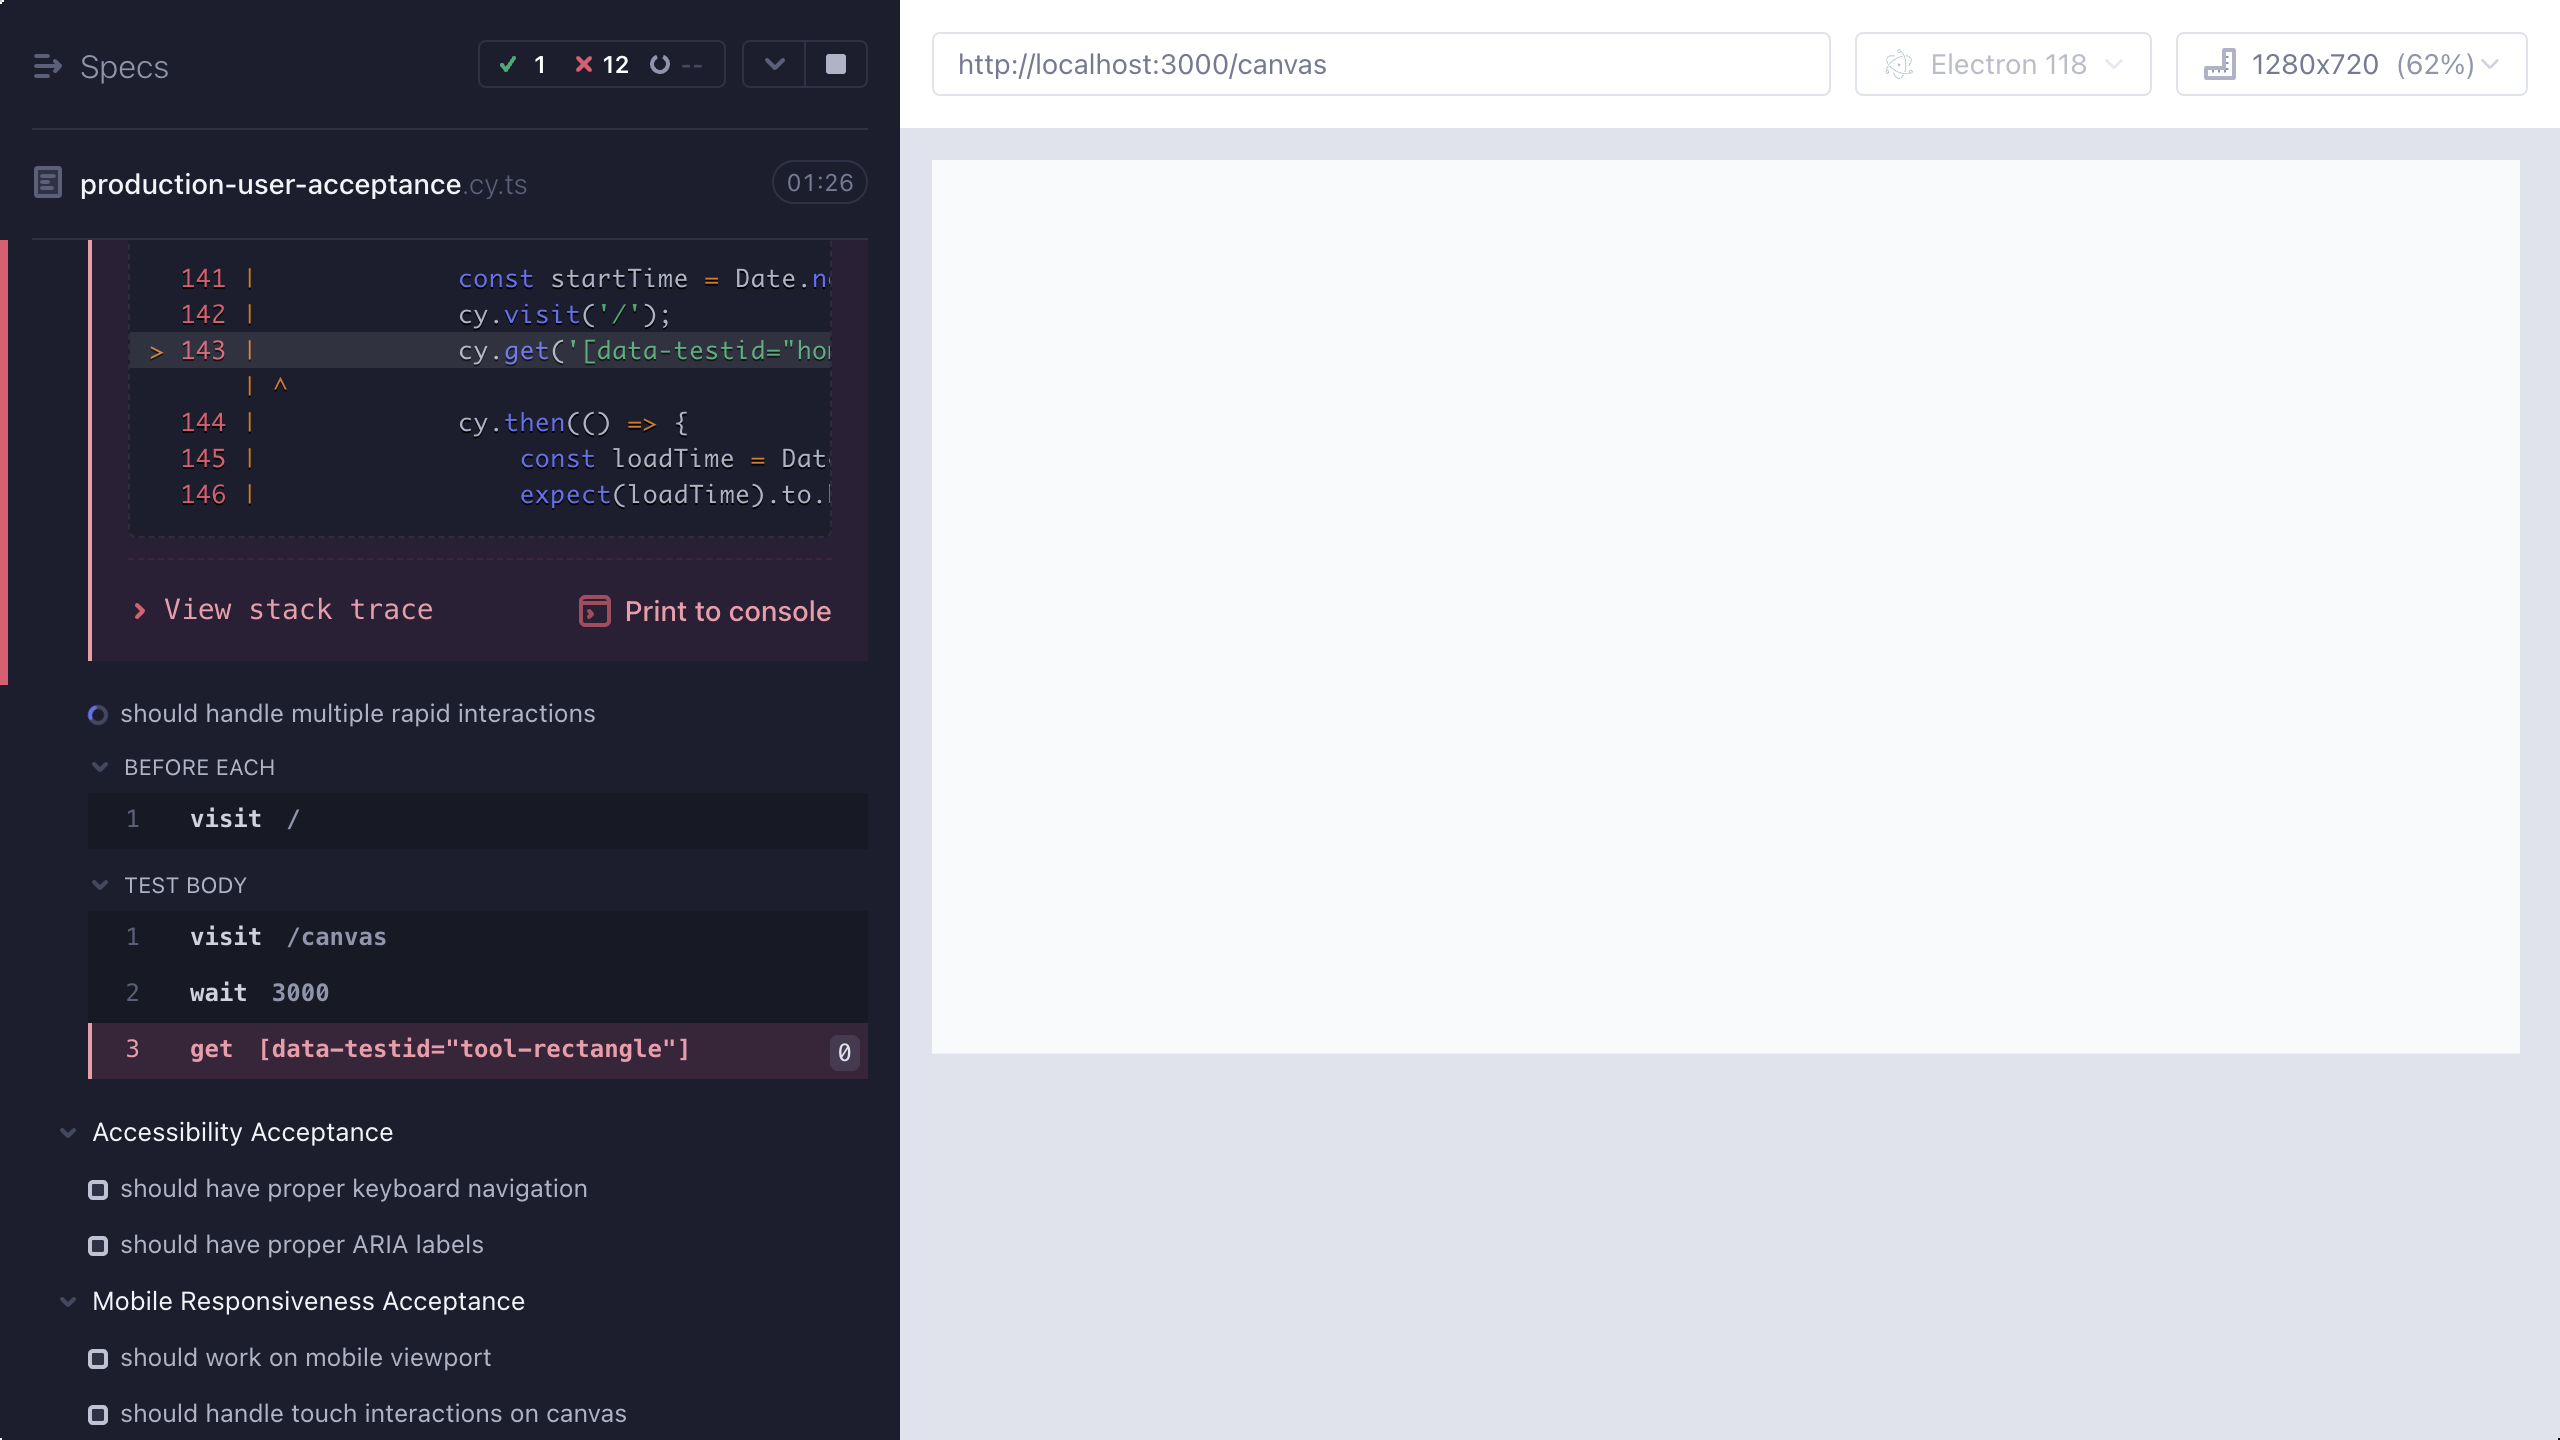 Specs
1 12 --
production-user-acceptance.cy.ts
01:26
141 | const startTime = Date.n
142 | cy.visit('/');
> 143 | cy.get('[data-testid="ho
| ^
144 | cy.then(() => {
145 | const loadTime = Dat
146 | expect(loadTime).to.
View stack trace
Print to console
should handle multiple rapid interactions
BEFORE EACH
1 visit /
TEST BODY
1 visit /canvas
2 wait 3000
3 get [data-testid="tool-rectangle"] 0
Accessibility Acceptance
should have proper keyboard navigation
should have proper ARIA labels
Mobile Responsiveness Acceptance
should work on mobile viewport
should handle touch interactions on canvas
http://localhost:3000/canvas
Electron 118
1280x720 (62%)